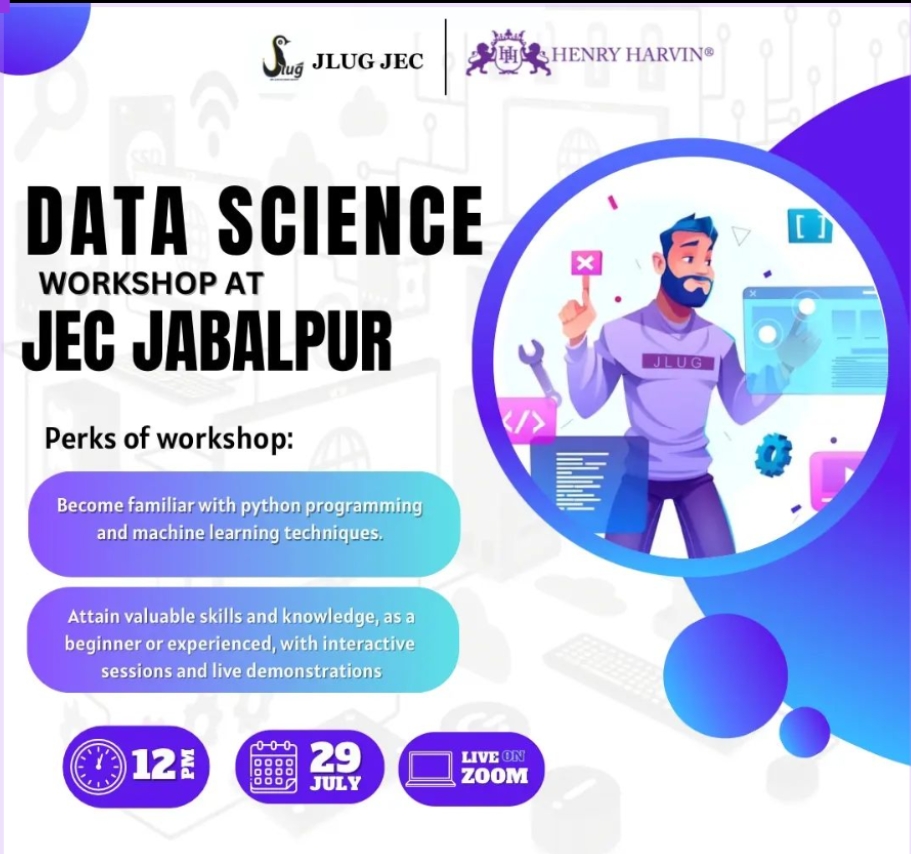 Slug JLUG JEC
HH HENRY HARVIN®
DATA SCIENCE
WORKSHOP AT
JEC JABALPUR
SSD
[ ]
JLUG
</>
Perks of workshop:
Become familiar with python programming
and machine learning techniques.
Attain valuable skills and knowledge, as a
beginner or experienced, with interactive
sessions and live demonstrations
12 PM
29
JULY
LIVE ON
ZOOM